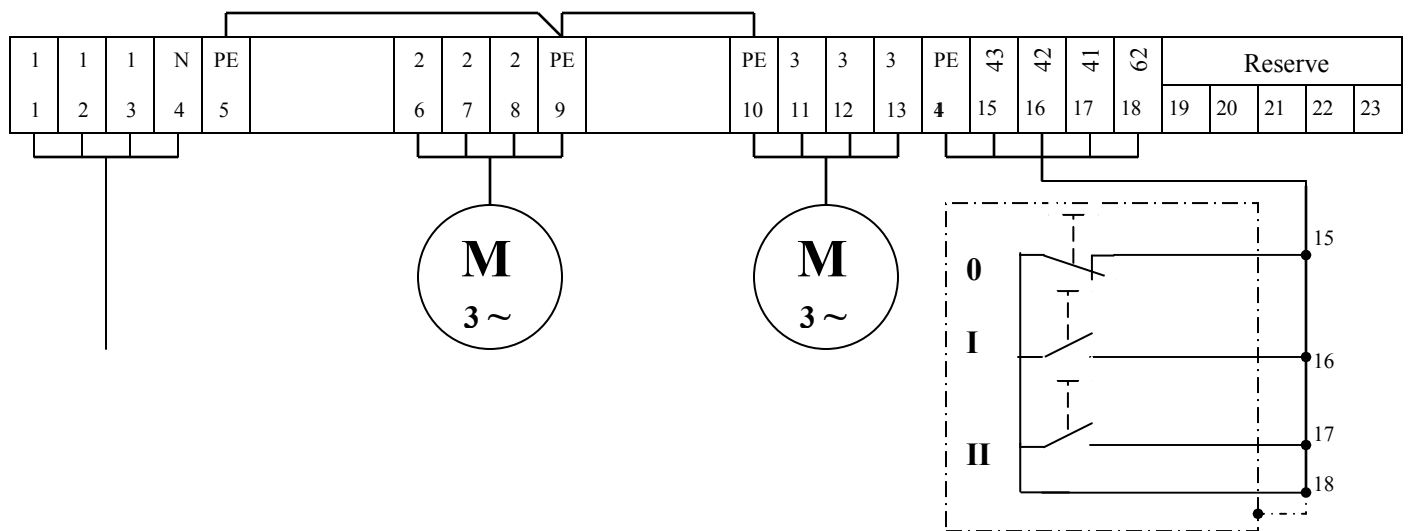 1 1 1 N PE 2 2 2 PE PE 3 3 3 PE 43 42 41 62 Reserve
1 2 3 4 5 6 7 8 9 10 11 12 13 15 16 17 18 19 20 21 22 23
M M
3 ~ 3 ~
0 15
I 16
II 17
18